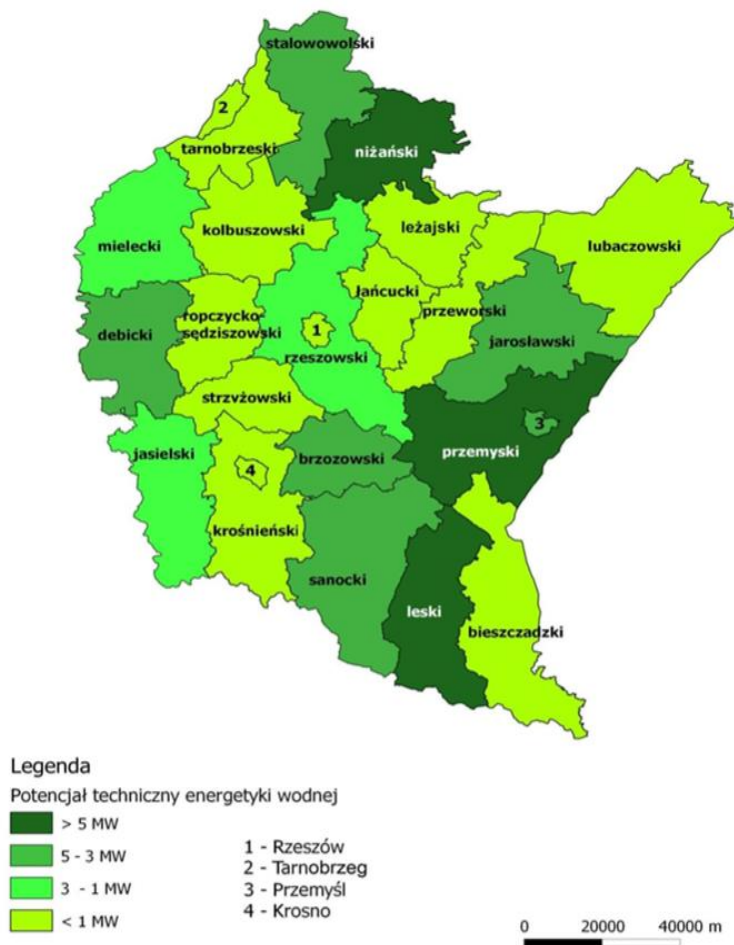 stalowowolski
2
niżański
tarnobrzeski
kolbuszowski
leżajski
lubaczowski
mielecki
łańcucki
ropczycko-
sędziszowski
przeworski
debicki
1
jarosławski
rzeszowski
strzyżowski
3
przemyski
jasielski
brzozowski
4
krośnieński
sanocki
leski
bieszczadzki
Legenda
Potencjał techniczny energetyki wodnej
> 5 MW
5 - 3 MW
3 - 1 MW
< 1 MW
1 - Rzeszów
2 - Tarnobrzeg
3 - Przemyśl
4 - Krosno
0 20000 40000 m